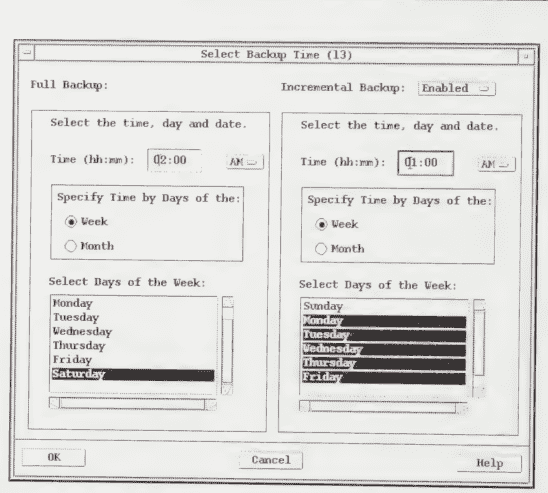 Select Backup Time (13)
Full Backup:
Incremental Backup: Enabled
Select the time, day and date.
Time (hh:mm): 02:00 AM
Specify Time by Days of the:
Week
Month
Select Days of the Week:
Monday
Tuesday
Wednesday
Thursday
Friday
Saturday
Select the time, day and date.
Time (hh:mm): 01:00 AM
Specify Time by Days of the:
Week
Month
Select Days of the Week:
Sunday
Monday
Tuesday
Wednesday
Thursday
Friday
OK
Cancel
Help